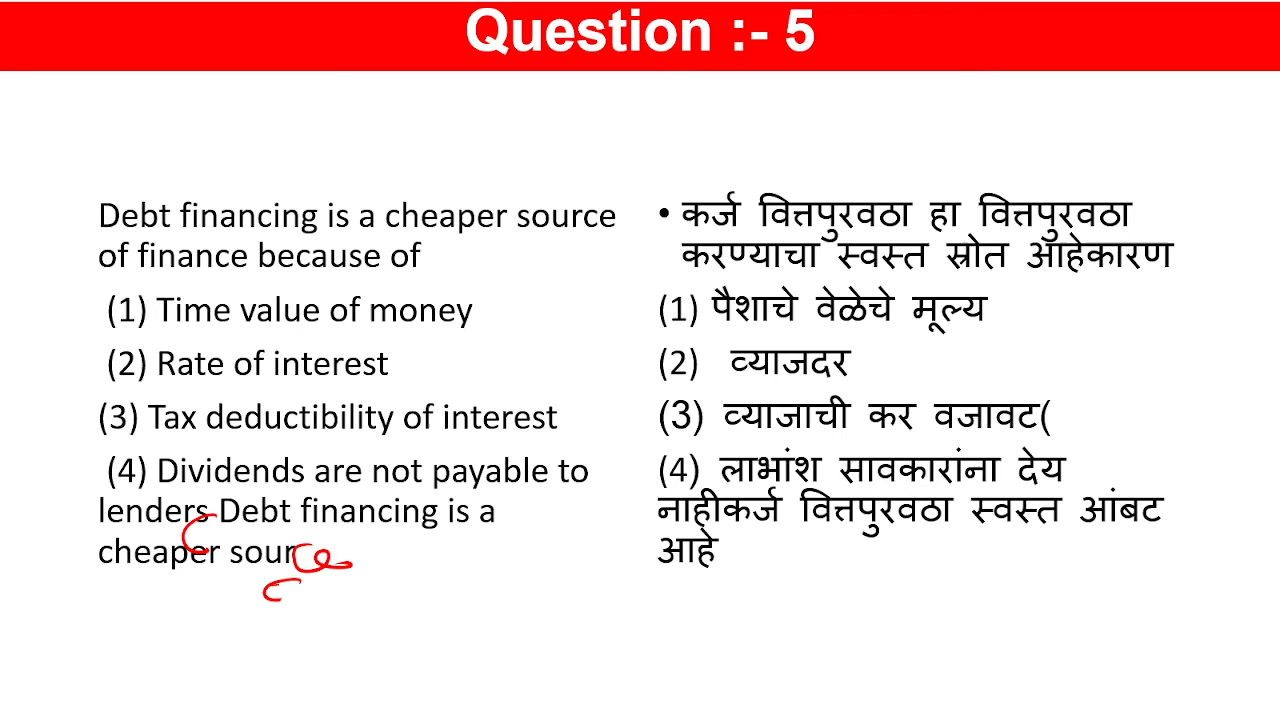 Question :- 5
Debt financing is a cheaper source
of finance because of
(1) Time value of money
(2) Rate of interest
(3) Tax deductibility of interest
(4) Dividends are not payable to
lenders Debt financing is a
cheaper source
• कर्ज वित्तपुरवठा हा वित्तपुरवठा
करण्याचा स्वस्त स्रोत आहेकारण
(1) पैशाचे वेळेचे मूल्य
(2) व्याजदर
(3) व्याजाची कर वजावट(
(4) लाभांश सावकारांना देय
नाहीकर्ज वित्तपुरवठा स्वस्त आंबट
आहे